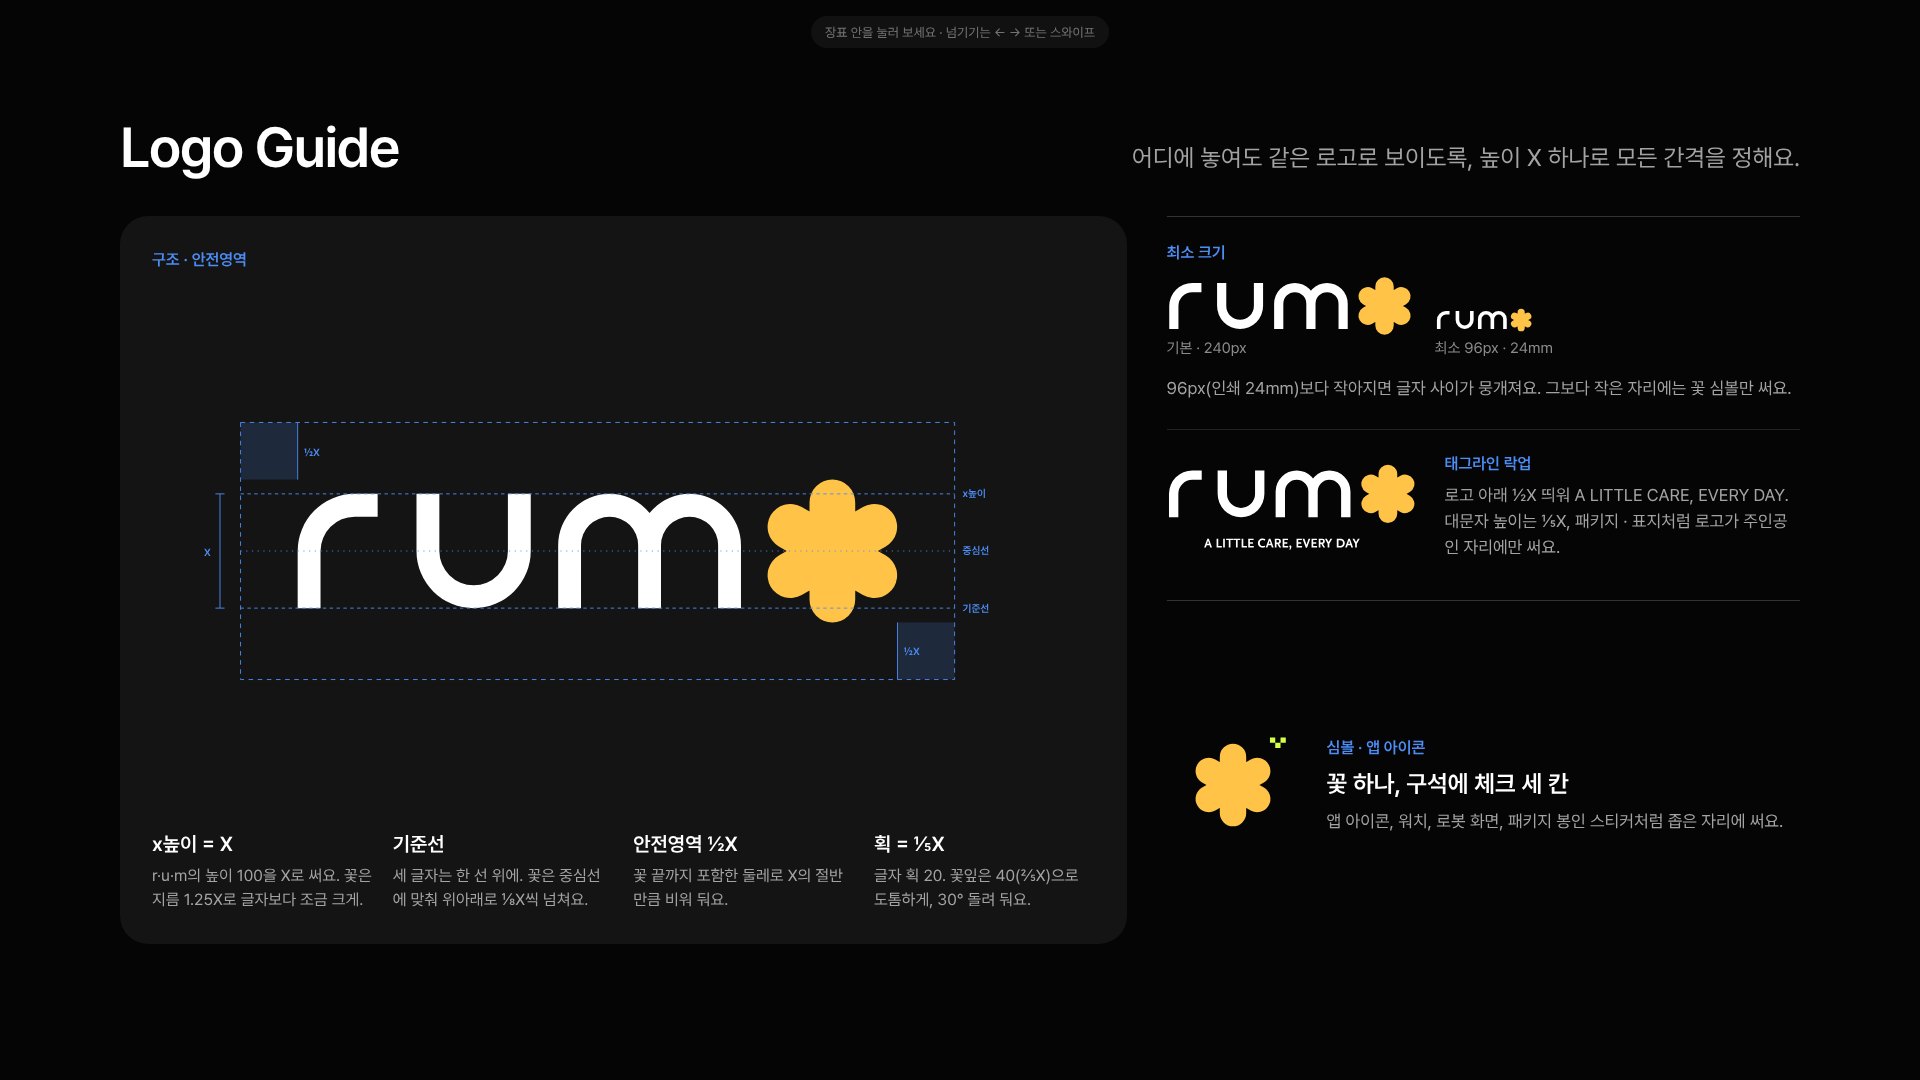 장표 안을 눌러 보세요 · 넘기기는 ← → 또는 스와이프
Logo Guide
어디에 놓여도 같은 로고로 보이도록, 높이 X 하나로 모든 간격을 정해요.
구조 · 안전영역
½X
x높이
X
rum
중심선
기준선
½X
x높이 = X
r·u·m의 높이 100을 X로 써요. 꽃은
지름 1.25X로 글자보다 조금 크게.
기준선
세 글자는 한 선 위에. 꽃은 중심선
에 맞춰 위아래로 ⅛X씩 넘쳐요.
안전영역 ½X
꽃 끝까지 포함한 둘레로 X의 절반
만큼 비워 둬요.
획 = ⅕X
글자 획 20. 꽃잎은 40(⅖X)으로
도톰하게, 30° 돌려 둬요.
최소 크기
rum
rum
기본 · 240px
최소 96px · 24mm
96px(인쇄 24mm)보다 작아지면 글자 사이가 뭉개져요. 그보다 작은 자리에는 꽃 심볼만 써요.
rum
A LITTLE CARE, EVERY DAY
태그라인 락업
로고 아래 ½X 띄워 A LITTLE CARE, EVERY DAY.
대문자 높이는 ⅕X, 패키지 · 표지처럼 로고가 주인공
인 자리에만 써요.
심볼 · 앱 아이콘
꽃 하나, 구석에 체크 세 칸
앱 아이콘, 워치, 로봇 화면, 패키지 봉인 스티커처럼 좁은 자리에 써요.